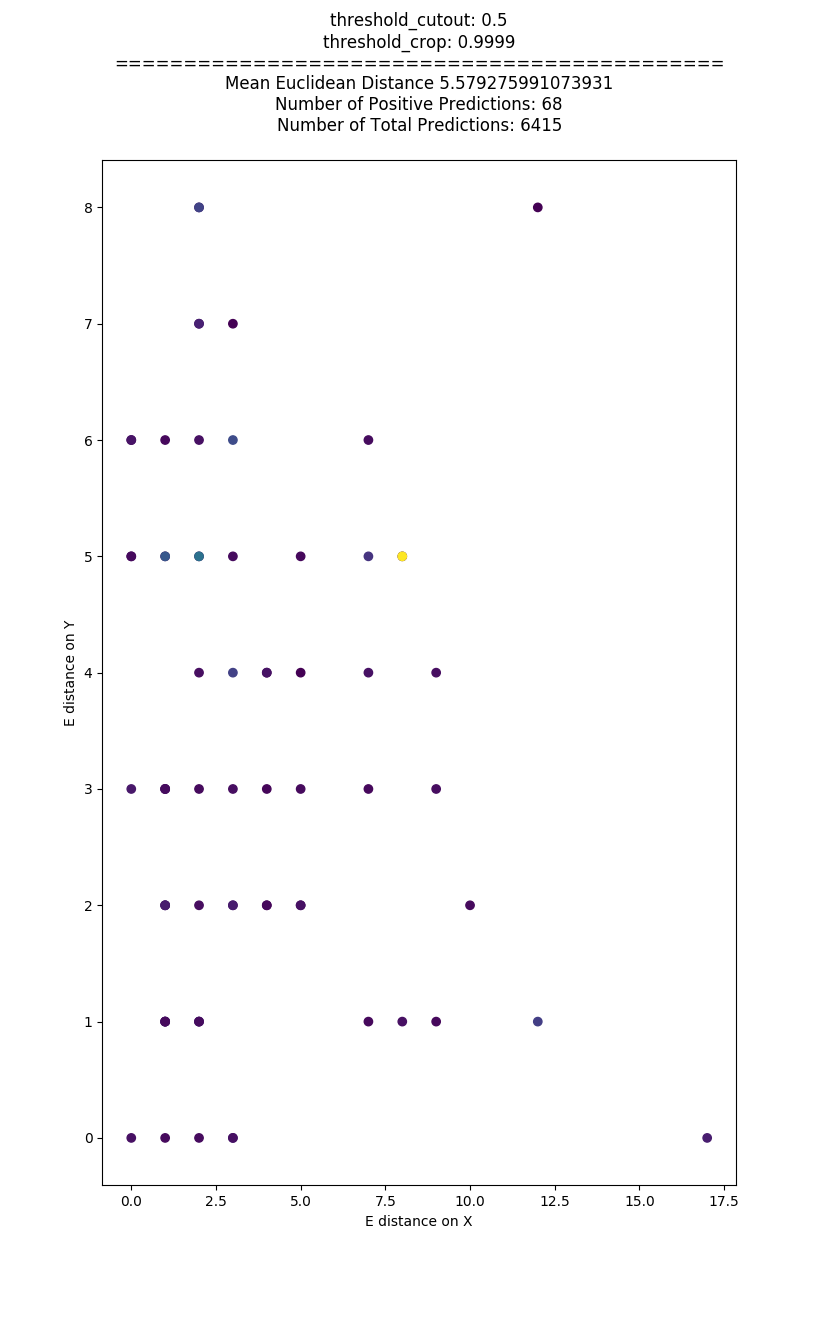 threshold_cutout: 0.5
threshold_crop: 0.9999
=============================================
Mean Euclidean Distance 5.579275991073931
Number of Positive Predictions: 68
Number of Total Predictions: 6415
8
7
6
5
4
3
2
1
0
E distance on Y
0.0 2.5 5.0 7.5 10.0 12.5 15.0 17.5
E distance on X